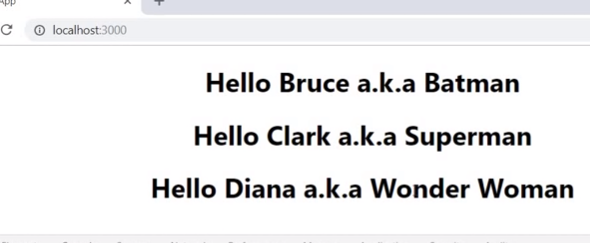 App
localhost:3000
Hello Bruce a.k.a Batman
Hello Clark a.k.a Superman
Hello Diana a.k.a Wonder Woman